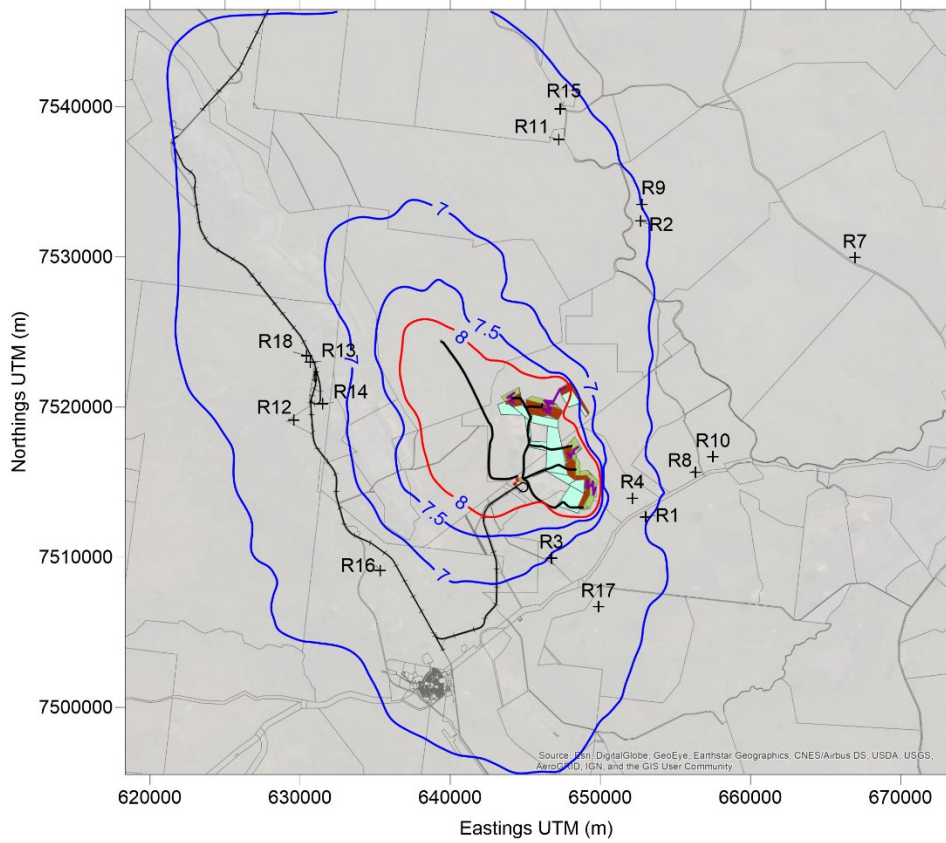 7540000
R15
R11
R9
R2
7
7530000
R7
7.5
8
R18
R13
7
7
R14
7520000
R12
R10
R8
R4
R1
8
7.5
7510000
R3
7
R16
R17
7500000
Northings UTM (m)
Source: Esri, DigitalGlobe, GeoEye, Earthstar Geographics, CNES/Airbus DS, USDA, USGS,
AeroGRID, IGN, and the GIS User Community
620000 630000 640000 650000 660000 670000
Eastings UTM (m)